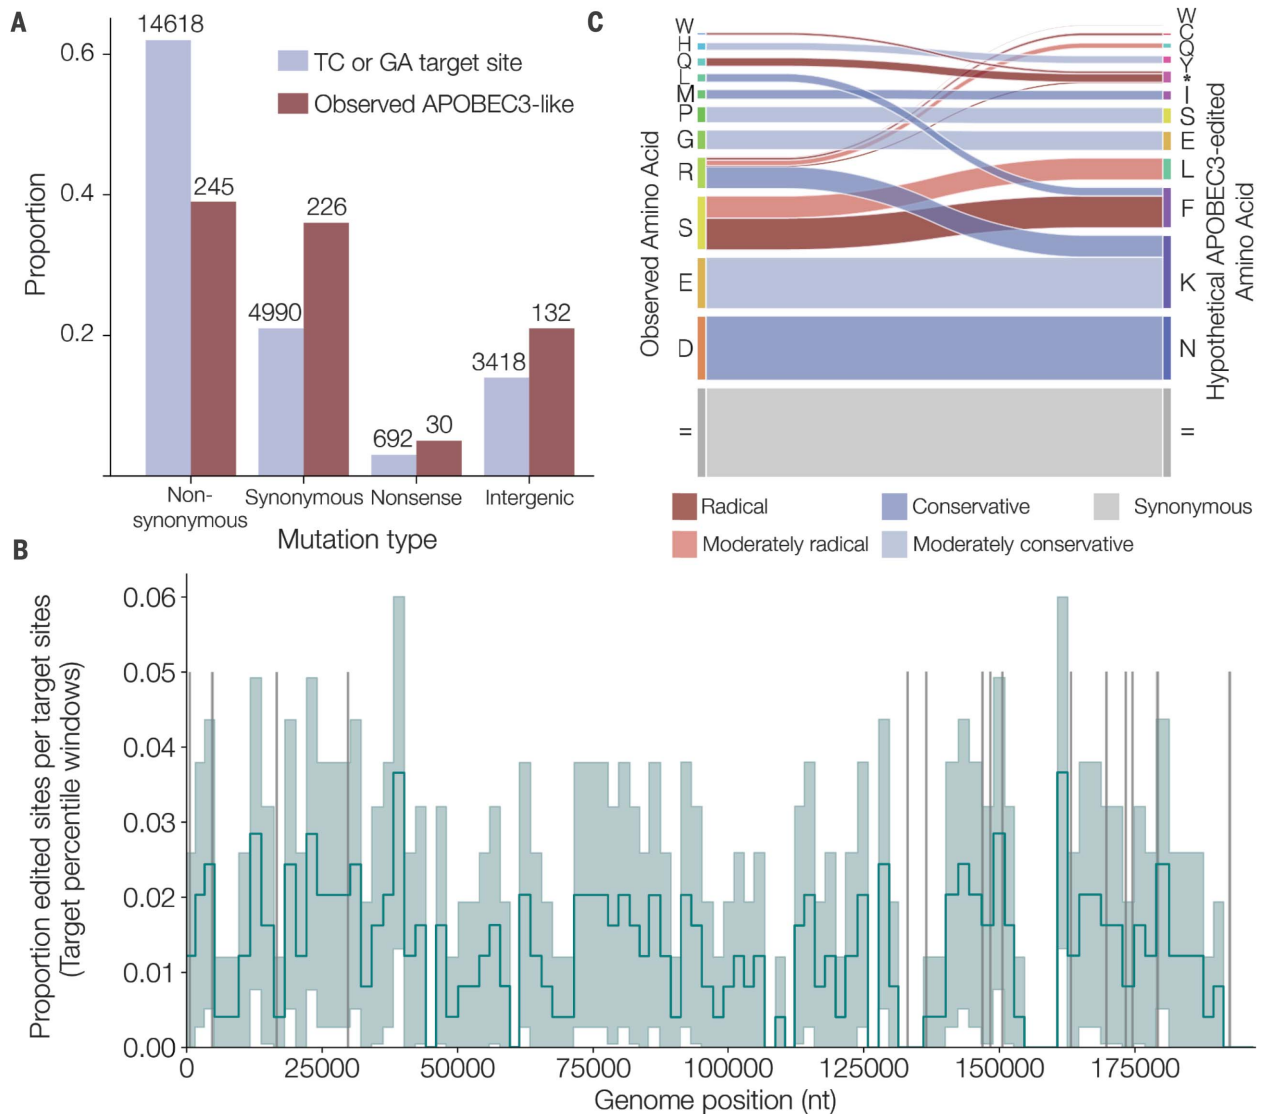 A
14618
0.6
TC or GA target site
Observed APOBEC3-like
0.4
245
226
4990
Proportion
0.2
132
3418
692
30
Non-
synonymous
Synonymous
Nonsense
Intergenic
Mutation type
C
Observed Amino Acid
W
H
Q
L
M
P
G
R
S
E
D
=
W
C
Q
Y
*
I
S
E
L
F
K
N
=
Hypothetical APOBEC3-edited
Amino Acid
Radical
Conservative
Synonymous
Moderately radical
Moderately conservative
B
Proportion edited sites per target sites
(Target percentile windows)
0.06
0.05
0.04
0.03
0.02
0.01
0.00
0
25000
50000
75000
100000
125000
150000
175000
Genome position (nt)